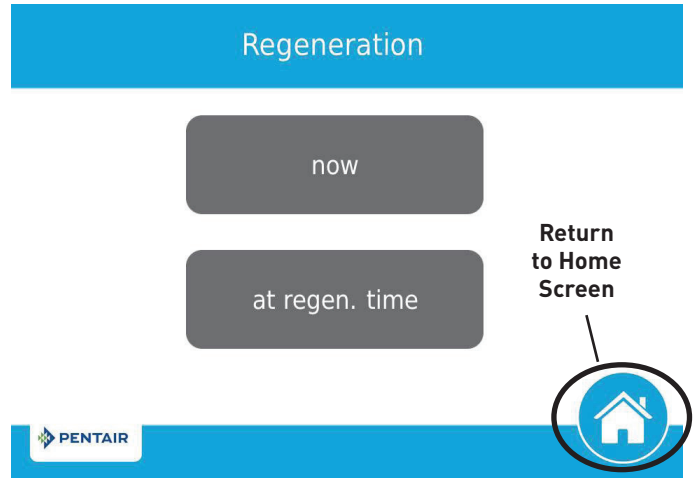 Regeneration
now
Return
to Home
Screen
at regen. time
PENTAIR